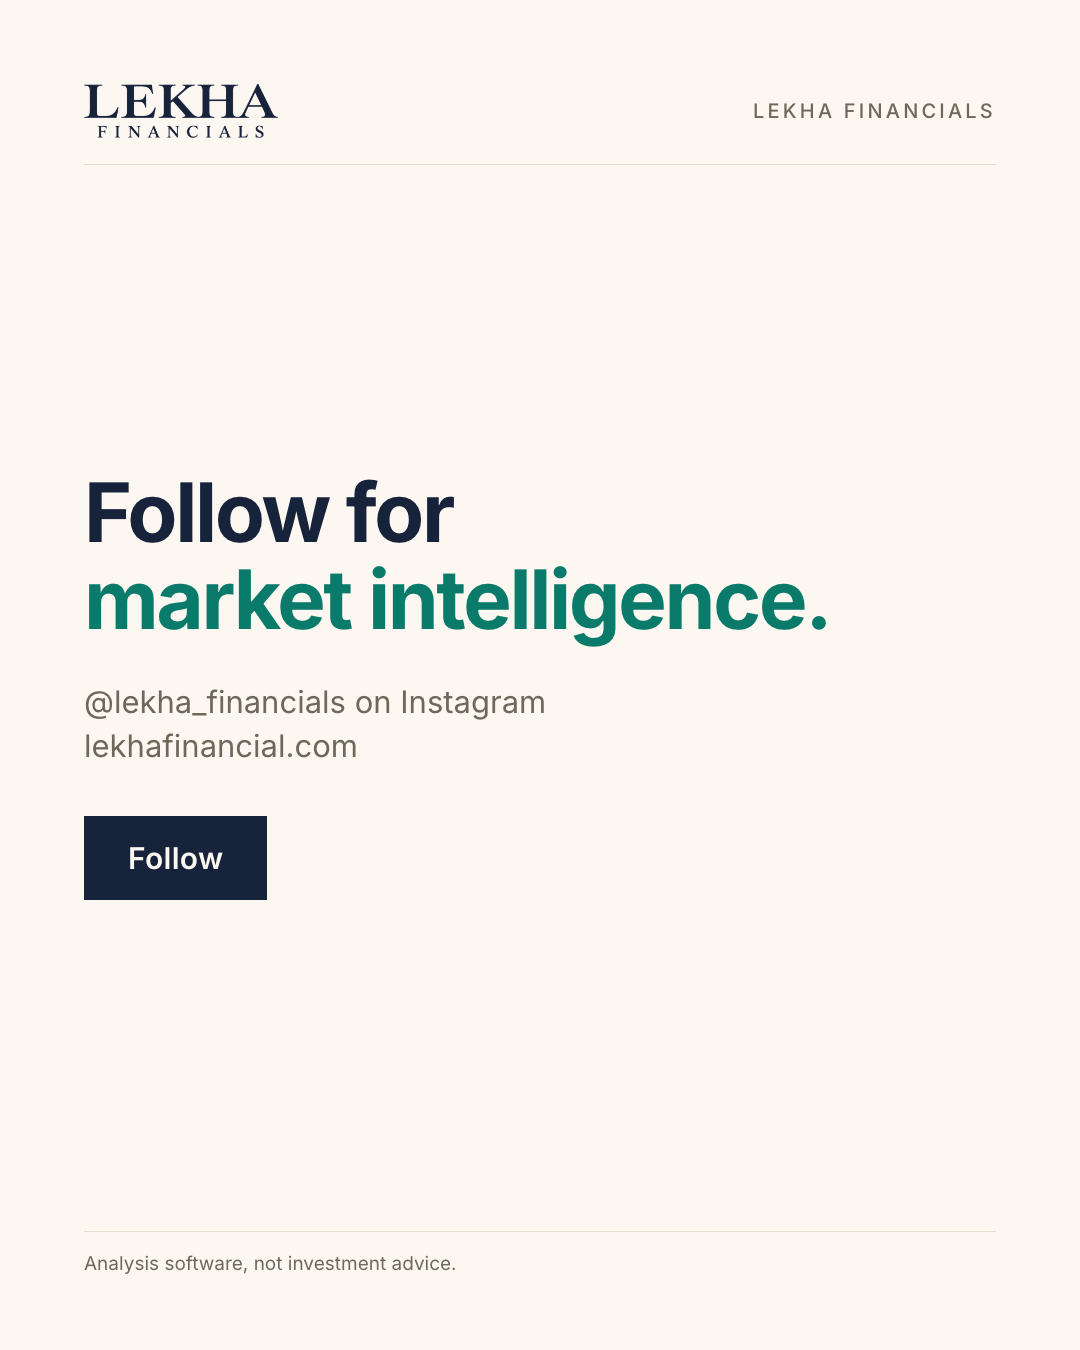 LEKHA
FINANCIALS
LEKHA FINANCIALS
Follow for
market intelligence.
@lekha_financials on Instagram
lekhafinancial.com
Follow
Analysis software, not investment advice.